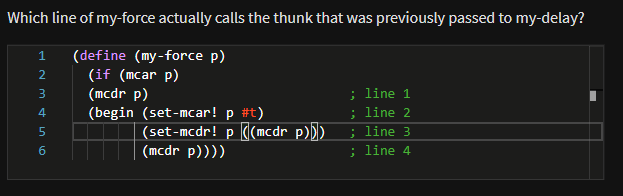 Which line of my-force actually calls the thunk that was previously passed to my-delay?
1 (define (my-force p)
2 (if (mcar p)
3 (mcdr p) ; line 1
4 (begin (set-mcar! p #t) ; line 2
5 (set-mcdr! p ((mcdr p))) ; line 3
6 (mcdr p)))) ; line 4